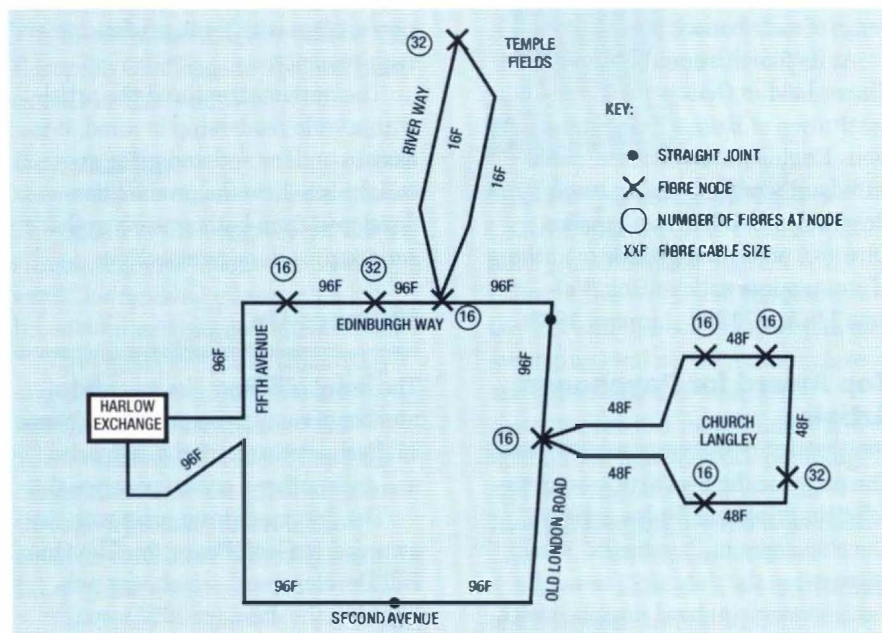 32
TEMPLE
FIELDS
RIVER WAY
16F
16F
KEY:
STRAIGHT JOINT
FIBRE NODE
NUMBER OF FIBRES AT NODE
XXF FIBRE CABLE SIZE
16
96F
32
96F
96F
EDINBURGH WAY
16
96F
FIFTH AVENUE
HARLOW
EXCHANGE
96F
96F
16
48F
48F
16
48F
16
CHURCH
LANGLEY
48F
32
16
48F
OLD LONDON ROAD
96F
96F
SECOND AVENUE